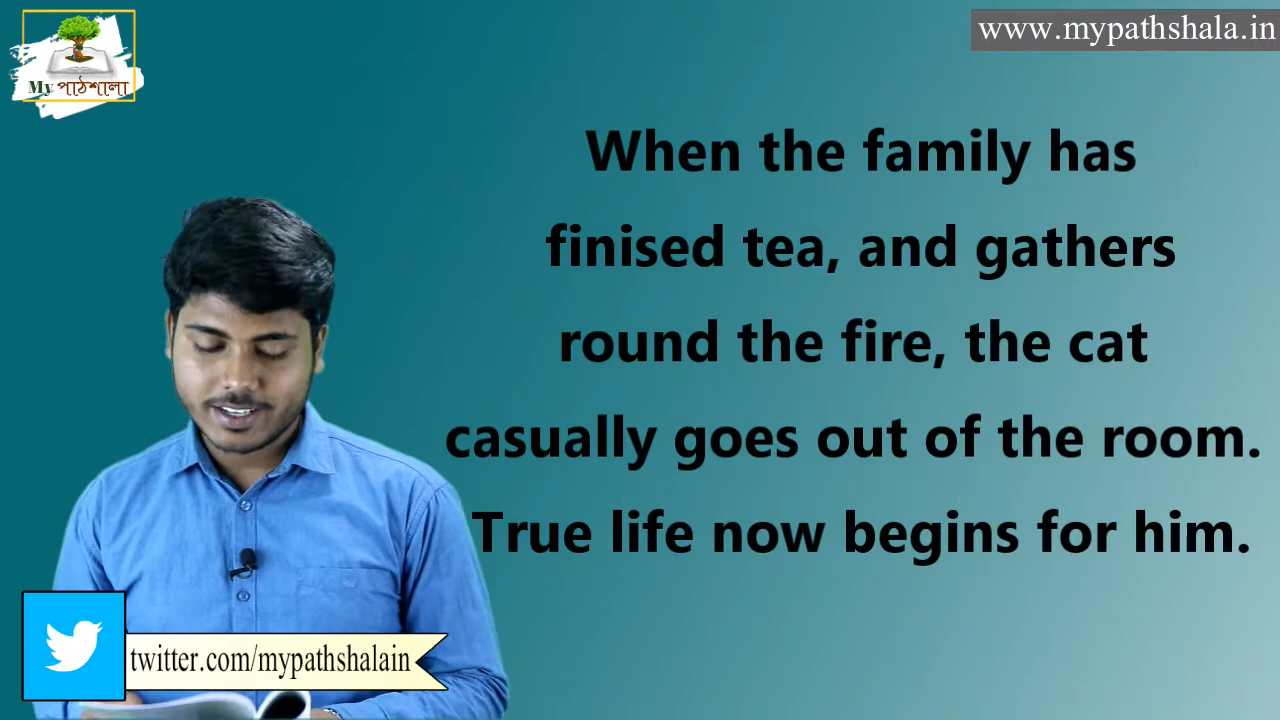 My পাঠশালা
www.mypathshala.in
When the family has
finised tea, and gathers
round the fire, the cat
casually goes out of the room.
True life now begins for him.
twitter.com/mypathshalain